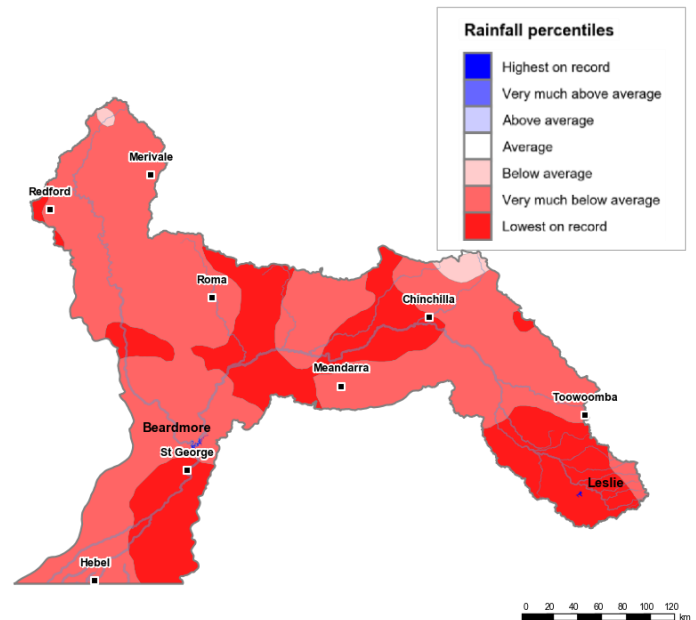 Rainfall percentiles
Highest on record
Very much above average
Above average
Average
Below average
Very much below average
Lowest on record
Merivale
Redford
Roma
Chinchilla
Meandarra
Toowoomba
Beardmore
St George
Leslie
Hebel
0 20 40 60 80 100 120
km